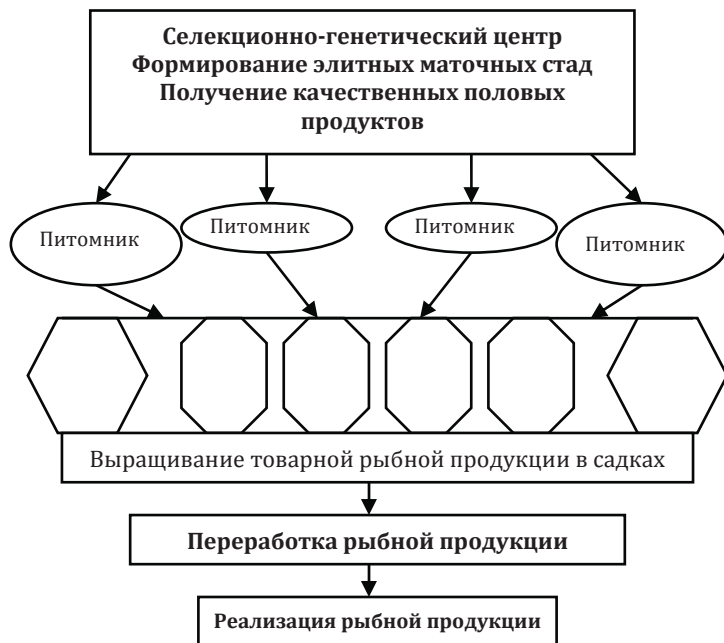 Селекционно-генетический центр
Формирование элитных маточных стад
Получение качественных половых
продуктов
Питомник
Питомник
Питомник
Питомник
Выращивание товарной рыбной продукции в садках
Переработка рыбной продукции
Реализация рыбной продукции